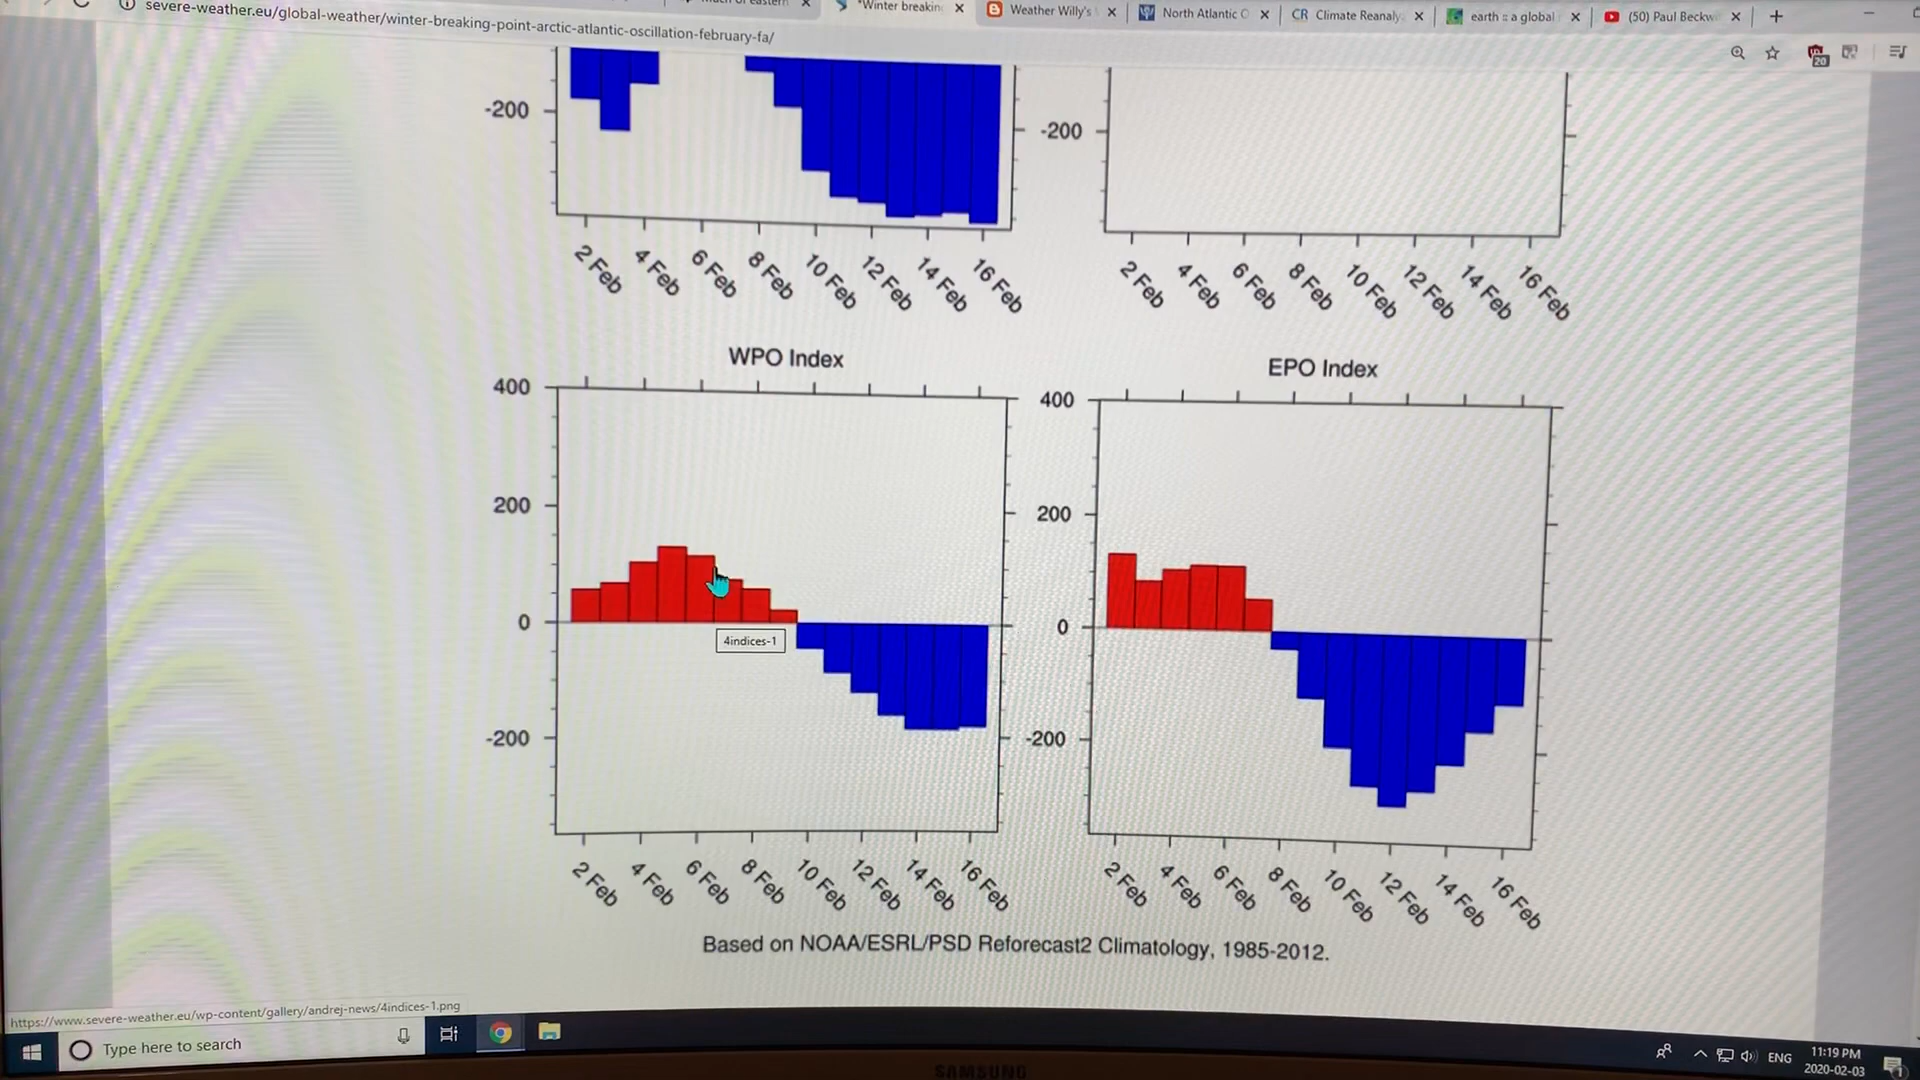 *Winter breakin
Weather Willy's
North Atlantic O
CR Climate Reanaly
earth :: a global
(50) Paul Beckw
severe-weather.eu/global-weather/winter-breaking-point-arctic-atlantic-oscillation-february-fa/
20
-200
2 Feb 4 Feb 6 Feb 8 Feb 10 Feb 12 Feb 14 Feb 16 Feb
-200
2 Feb 4 Feb 6 Feb 8 Feb 10 Feb 12 Feb 14 Feb 16 Feb
WPO Index
400
200
0
-200
4indices-1
2 Feb 4 Feb 6 Feb 8 Feb 10 Feb 12 Feb 14 Feb 16 Feb
EPO Index
400
200
0
-200
2 Feb 4 Feb 6 Feb 8 Feb 10 Feb 12 Feb 14 Feb 16 Feb
Based on NOAA/ESRL/PSD Reforecast2 Climatology, 1985-2012.
https://www.severe-weather.eu/wp-content/gallery/andrej-news/4indices-1.png
Type here to search
ENG
11:19 PM
2020-02-03
1
SAMSUNG